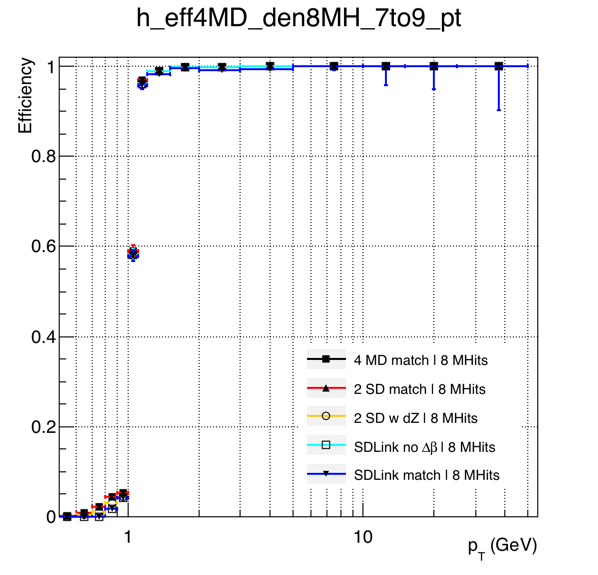 h_eff4MD_den8MH_7to9_pt
Efficiency
1
0.8
0.6
0.4
0.2
0
4 MD match | 8 MHits
2 SD match | 8 MHits
2 SD w dZ | 8 MHits
SDLink no Δβ | 8 MHits
SDLink match | 8 MHits
1
10
p_T (GeV)